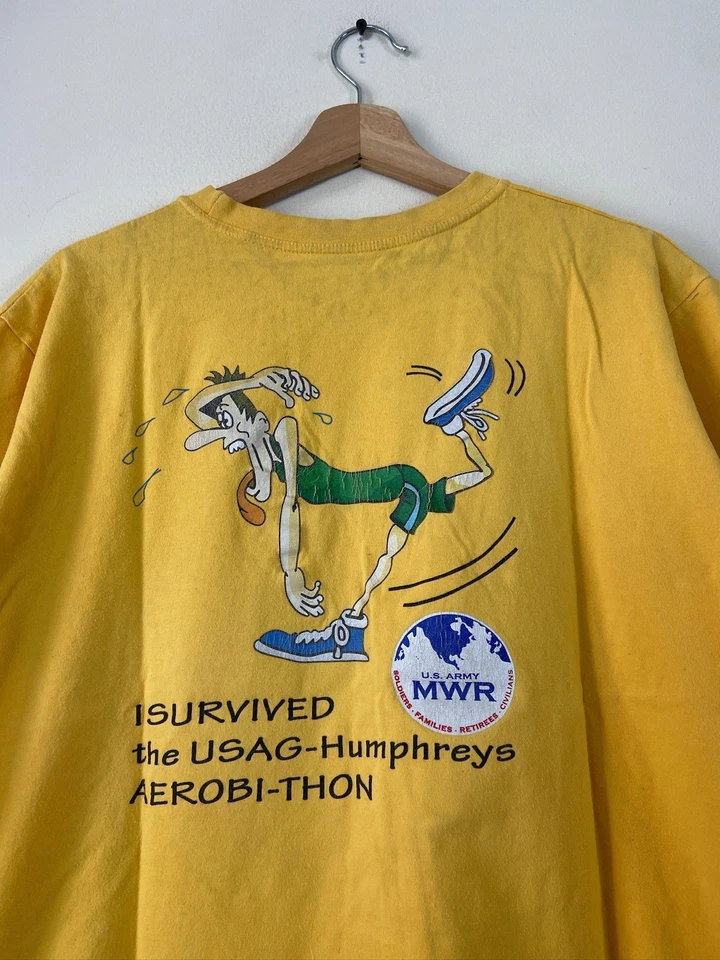 U.S. ARMY
MWR
SOLDIERS · FAMILIES · RETIREES · CIVILIANS
ISURVIVED
the USAG-Humphreys
AEROBI-THON